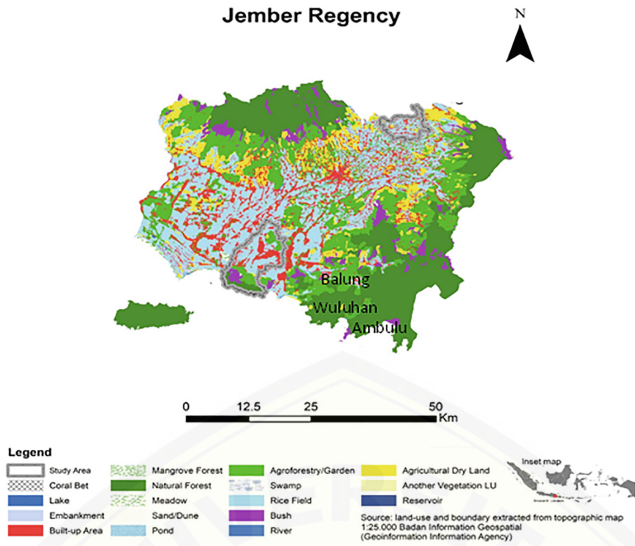 Jember Regency
N
Balung
Wuluhan
Ambulu
0 12.5 25 50
Km
Legend
Study Area
Coral Bet
Lake
Embankment
Built-up Area
Mangrove Forest
Natural Forest
Meadow
Sand/Dune
Pond
Agroforestry/Garden
Swamp
Rice Field
Bush
River
Agricultural Dry Land
Another Vegetation LU
Reservoir
Inset map
Source: land-use and boundary extracted from topographic map
1:25.000 Badan Information Geospatial
(Geoinformation Information Agency)